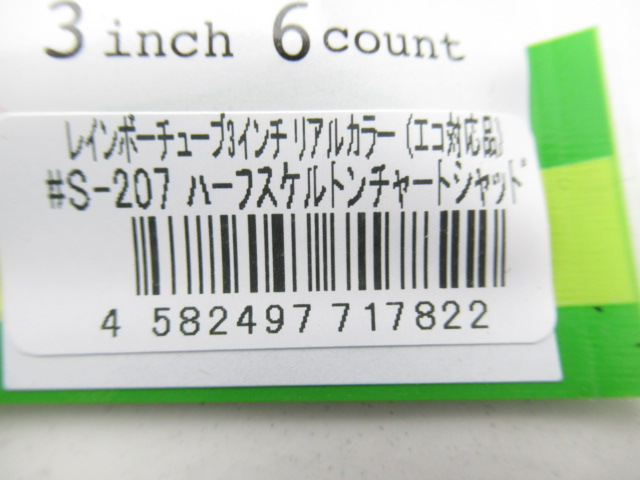 3 inch 6 count
レインボーチューブ3インチ リアルカラー (エコ対応品)
#S-207 ハーフスケルトンチャートシャッド
4 582497 717822